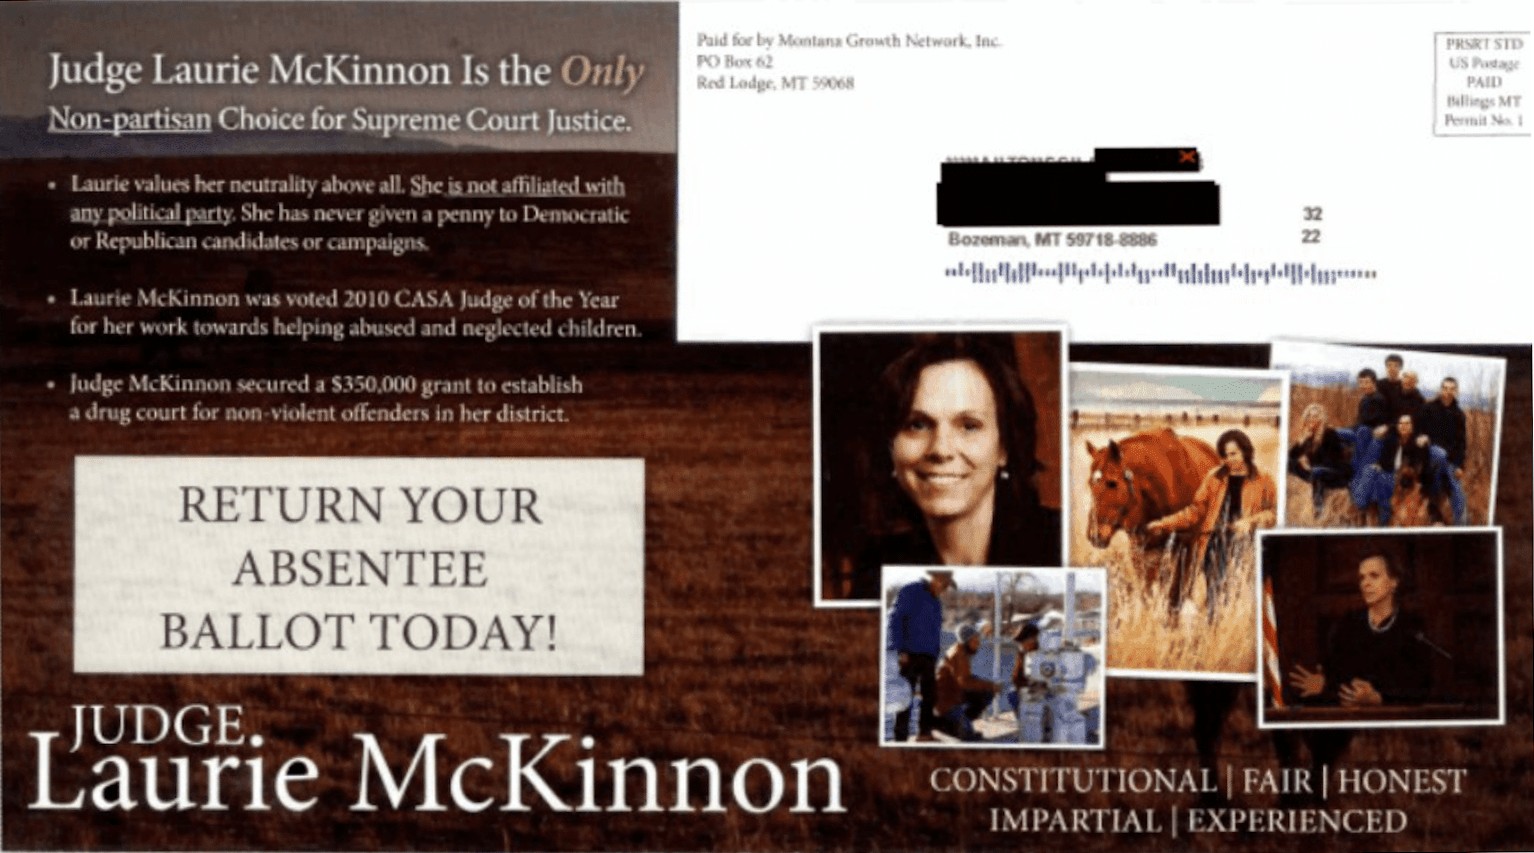 Judge Laurie McKinnon Is the Only
Non-partisan Choice for Supreme Court Justice.
• Laurie values her neutrality above all. She is not affiliated with
any political party. She has never given a penny to Democratic
or Republican candidates or campaigns.
• Laurie McKinnon was voted 2010 CASA Judge of the Year
for her work towards helping abused and neglected children.
• Judge McKinnon secured a $350,000 grant to establish
a drug court for non-violent offenders in her district.
RETURN YOUR
ABSENTEE
BALLOT TODAY!
JUDGE
Laurie McKinnon
Paid for by Montana Growth Network, Inc.
PO Box 62
Red Lodge, MT 59068
PRSRT STD
US Postage
PAID
Billings MT
Permit No. 1
Bozeman, MT 59718-8886
32
22
CONSTITUTIONAL | FAIR | HONEST
IMPARTIAL | EXPERIENCED